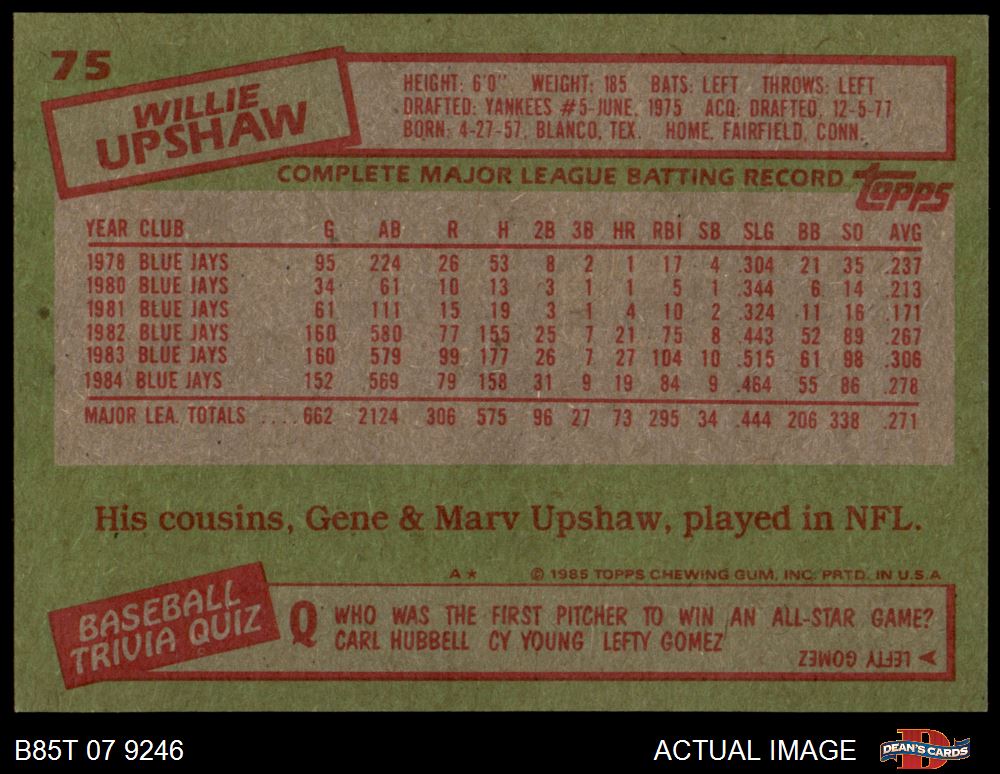 75
WILLIE
UPSHAW
HEIGHT: 6'0" WEIGHT: 185 BATS: LEFT THROWS: LEFT
DRAFTED: YANKEES #5-JUNE, 1975 ACQ: DRAFTED, 12-5-77
BORN: 4-27-57, BLANCO, TEX. HOME, FAIRFIELD, CONN.
COMPLETE MAJOR LEAGUE BATTING RECORD topps
YEAR CLUB G AB R H 2B 3B HR RBI SB SLG BB SO AVG
1978 BLUE JAYS 95 224 26 53 8 2 1 17 4 .304 21 35 .237
1980 BLUE JAYS 34 61 10 13 3 1 1 5 1 .344 6 14 .213
1981 BLUE JAYS 61 111 15 19 3 1 4 10 2 .324 11 16 .171
1982 BLUE JAYS 160 580 77 155 25 7 21 75 8 .443 52 89 .267
1983 BLUE JAYS 160 579 99 177 26 7 27 104 10 .515 61 98 .306
1984 BLUE JAYS 152 569 79 158 31 9 19 84 9 .464 55 86 .278
MAJOR LEA. TOTALS ....662 2124 306 575 96 27 73 295 34 .444 206 338 .271
His cousins, Gene & Marv Upshaw, played in NFL.
A★ © 1985 TOPPS CHEWING GUM, INC. PRTD. IN U.S.A
BASEBALL
TRIVIA QUIZ
Q WHO WAS THE FIRST PITCHER TO WIN AN ALL-STAR GAME?
CARL HUBBELL CY YOUNG LEFTY GOMEZ
LEFTY GOMEZ
B85T 07 9246 ACTUAL IMAGE DEAN'S CARDS